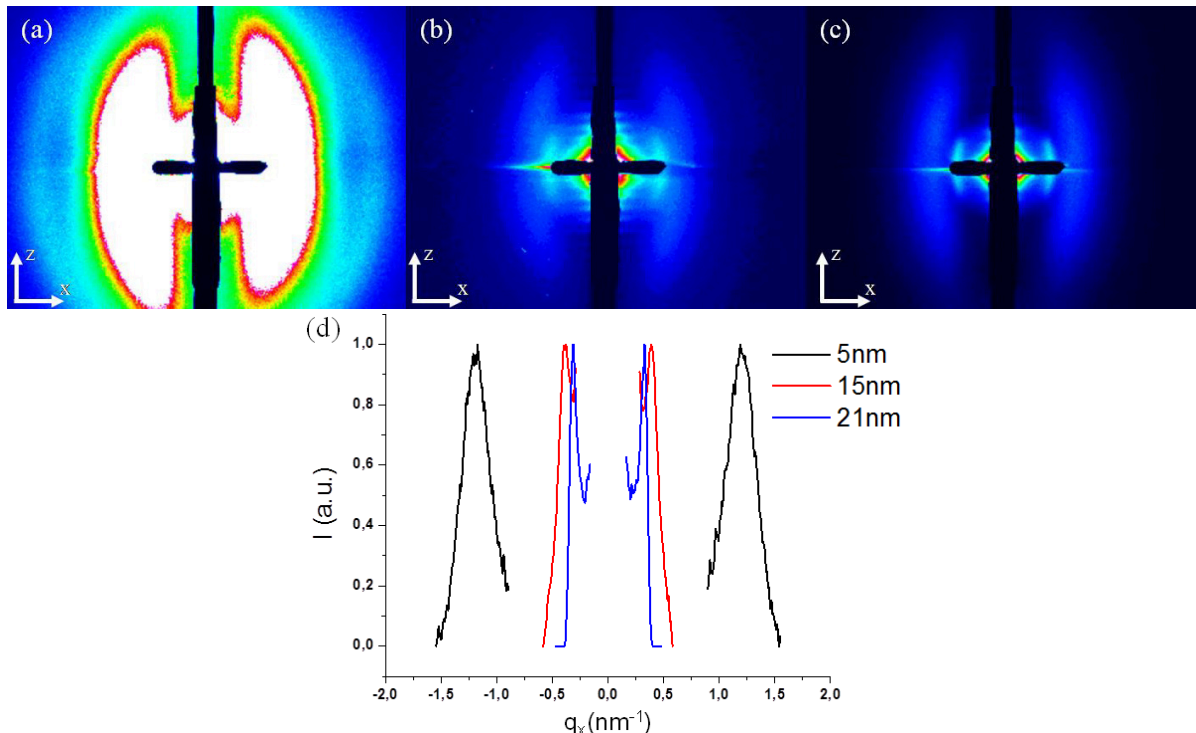 (a) (b) (c)
z z z
x x x
(d)
1,0
0,8
0,6
0,4
0,2
0,0
I (a.u.)
5nm
15nm
21nm
-2,0 -1,5 -1,0 -0,5 0,0 0,5 1,0 1,5 2,0
qₓ(nm⁻¹)